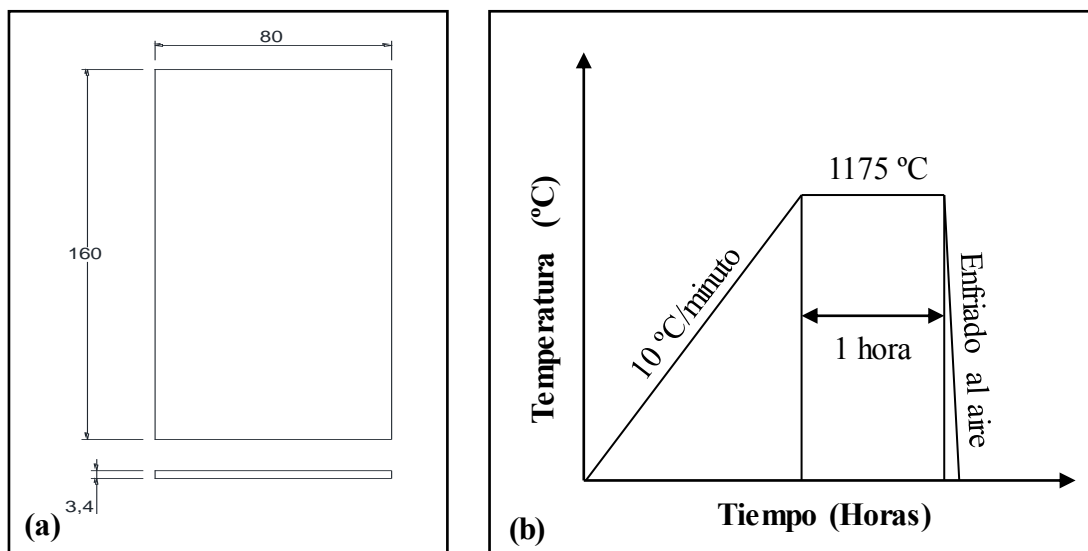 80
160
3,4
(a)
Temperatura (ºC)
10 ºC/minuto
1175 ºC
1 hora
Enfriado al aire
Tiempo (Horas)
(b)